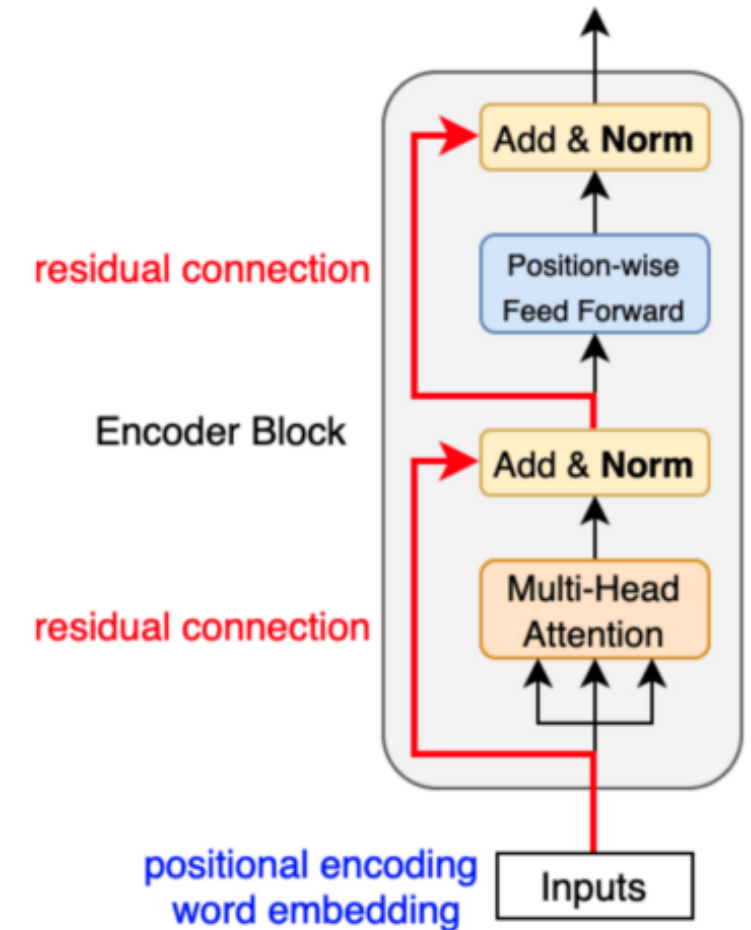 Add & Norm
residual connection
Position-wise
Feed Forward
Encoder Block
Add & Norm
residual connection
Multi-Head
Attention
positional encoding
word embedding
Inputs